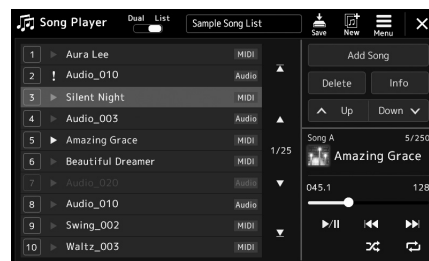 Song Player Dual List Sample Song List Save New Menu
1 Aura Lee MIDI
2 ! Audio_010 Audio
3 Silent Night MIDI
4 Audio_003 Audio
5 Amazing Grace MIDI
6 Beautiful Dreamer MIDI
7 Audio_020 Audio
8 Audio_010 Audio
9 Swing_002 MIDI
10 Waltz_003 MIDI
1/25
Add Song
Delete Info
Up Down
Song A 5/250
Amazing Grace
045.1 128